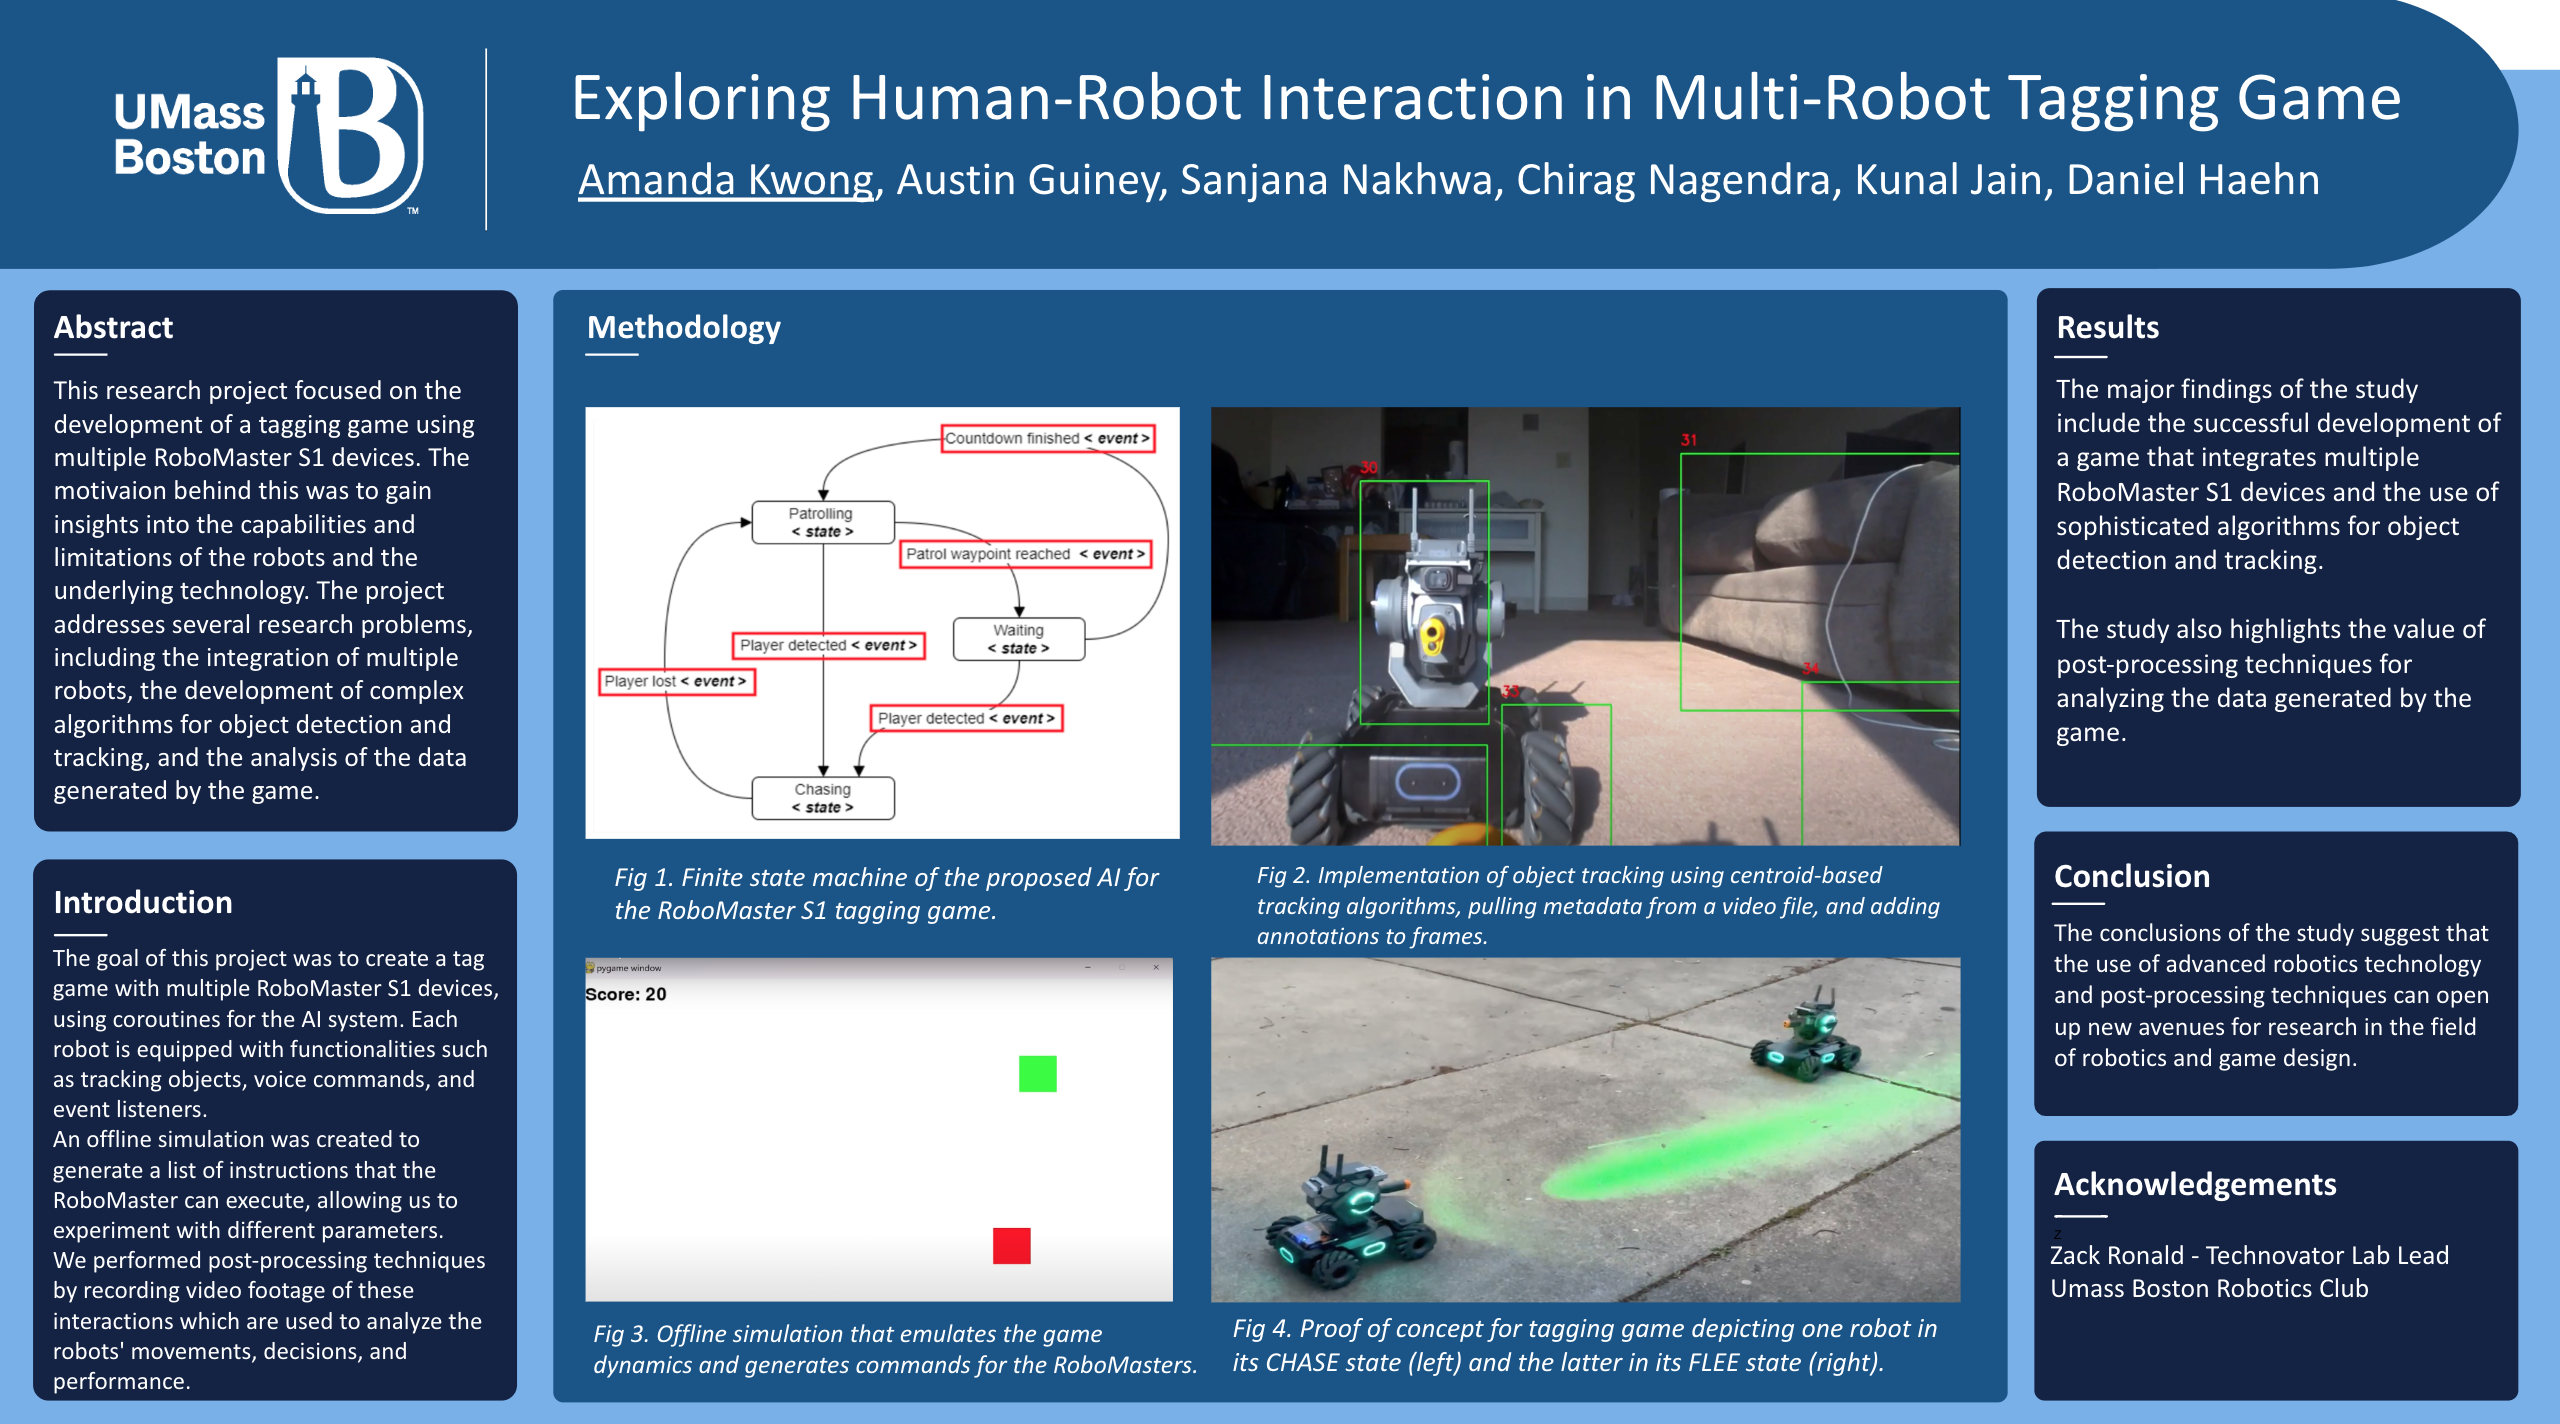 UMass
Boston
B
TM
Exploring Human-Robot Interaction in Multi-Robot Tagging Game
Amanda Kwong, Austin Guiney, Sanjana Nakhwa, Chirag Nagendra, Kunal Jain, Daniel Haehn
Abstract
This research project focused on the
development of a tagging game using
multiple RoboMaster S1 devices. The
motivaion behind this was to gain
insights into the capabilities and
limitations of the robots and the
underlying technology. The project
addresses several research problems,
including the integration of multiple
robots, the development of complex
algorithms for object detection and
tracking, and the analysis of the data
generated by the game.
Introduction
The goal of this project was to create a tag
game with multiple RoboMaster S1 devices,
using coroutines for the AI system. Each
robot is equipped with functionalities such
as tracking objects, voice commands, and
event listeners.
An offline simulation was created to
generate a list of instructions that the
RoboMaster can execute, allowing us to
experiment with different parameters.
We performed post-processing techniques
by recording video footage of these
interactions which are used to analyze the
robots' movements, decisions, and
performance.
Methodology
Countdown finished < event >
Patrolling
< state >
Patrol waypoint reached < event >
Waiting
< state >
Player detected < event >
Player lost < event >
Player detected < event >
Chasing
< state >
Fig 1. Finite state machine of the proposed AI for
the RoboMaster S1 tagging game.
30
31
33
34
Fig 2. Implementation of object tracking using centroid-based
tracking algorithms, pulling metadata from a video file, and adding
annotations to frames.
pygame window
Score: 20
Fig 3. Offline simulation that emulates the game
dynamics and generates commands for the RoboMasters.
Fig 4. Proof of concept for tagging game depicting one robot in
its CHASE state (left) and the latter in its FLEE state (right).
Results
The major findings of the study
include the successful development of
a game that integrates multiple
RoboMaster S1 devices and the use of
sophisticated algorithms for object
detection and tracking.
The study also highlights the value of
post-processing techniques for
analyzing the data generated by the
game.
Conclusion
The conclusions of the study suggest that
the use of advanced robotics technology
and post-processing techniques can open
up new avenues for research in the field
of robotics and game design.
Acknowledgements
z
Zack Ronald - Technovator Lab Lead
Umass Boston Robotics Club